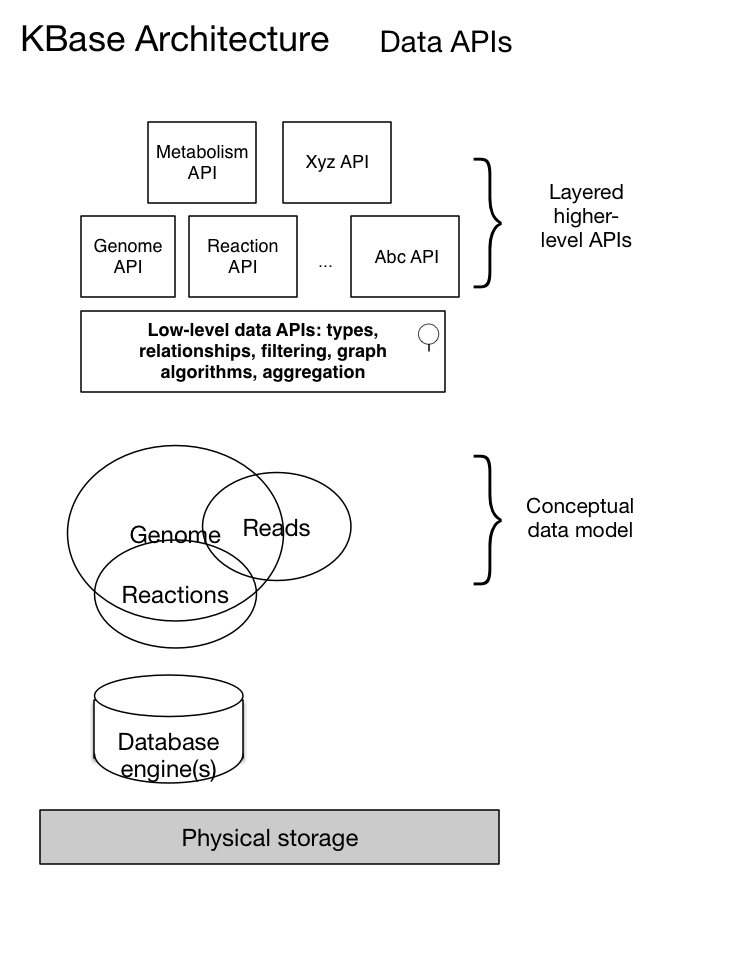 KBase Architecture Data APIs
Metabolism
API
Xyz API
Layered
higher-
level APIs
Genome
API
Reaction
API
...
Abc API
Low-level data APIs: types,
relationships, filtering, graph
algorithms, aggregation
Genome
Reads
Reactions
Conceptual
data model
Database
engine(s)
Physical storage